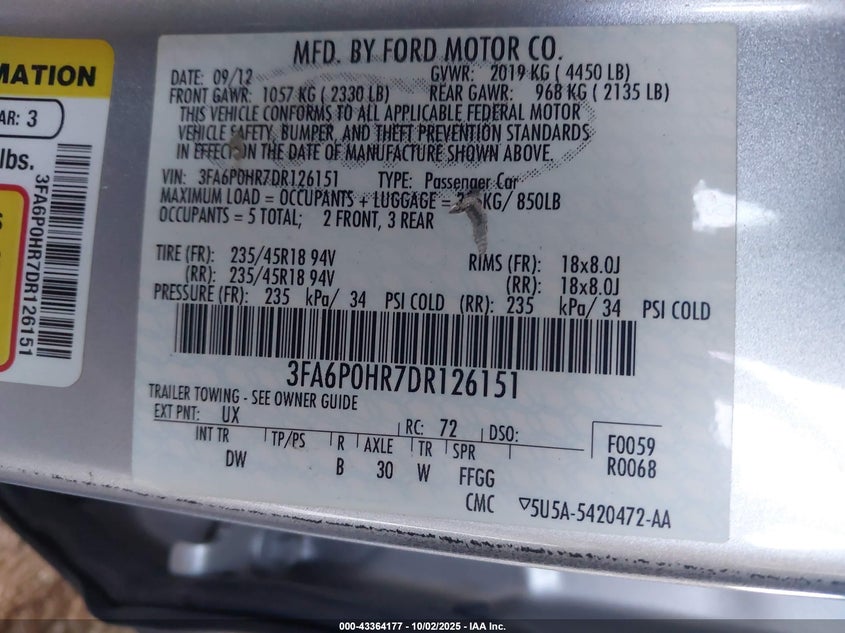 MATION
AR: 3
lbs.
S
3FA6P0HR7DR126151
MFD. BY FORD MOTOR CO.
DATE: 09/12 GVWR: 2019 KG ( 4450 LB)
FRONT GAWR: 1057 KG ( 2330 LB) REAR GAWR: 968 KG ( 2135 LB)
THIS VEHICLE CONFORMS TO ALL APPLICABLE FEDERAL MOTOR
VEHICLE SAFETY, BUMPER, AND THEFT PREVENTION STANDARDS
IN EFFECT ON THE DATE OF MANUFACTURE SHOWN ABOVE.
VIN: 3FA6P0HR7DR126151 TYPE: Passenger Car
MAXIMUM LOAD = OCCUPANTS + LUGGAGE = KG/ 850LB
OCCUPANTS = 5 TOTAL; 2 FRONT, 3 REAR
TIRE (FR): 235/45R18 94V RIMS (FR): 18x8.0J
(RR): 235/45R18 94V (RR): 18x8.0J
PRESSURE (FR): 235 kPa/ 34 PSI COLD (RR): 235 kPa/ 34 PSI COLD
3FA6P0HR7DR126151
TRAILER TOWING - SEE OWNER GUIDE
EXT PNT: UX RC: 72 DSO:
INT TR TP/PS R AXLE TR SPR
DW B 30 W FFGG
CMC
F0059
R0068
5U5A-5420472-AA
000-43364177 - 10/02/2025 - IAA Inc.